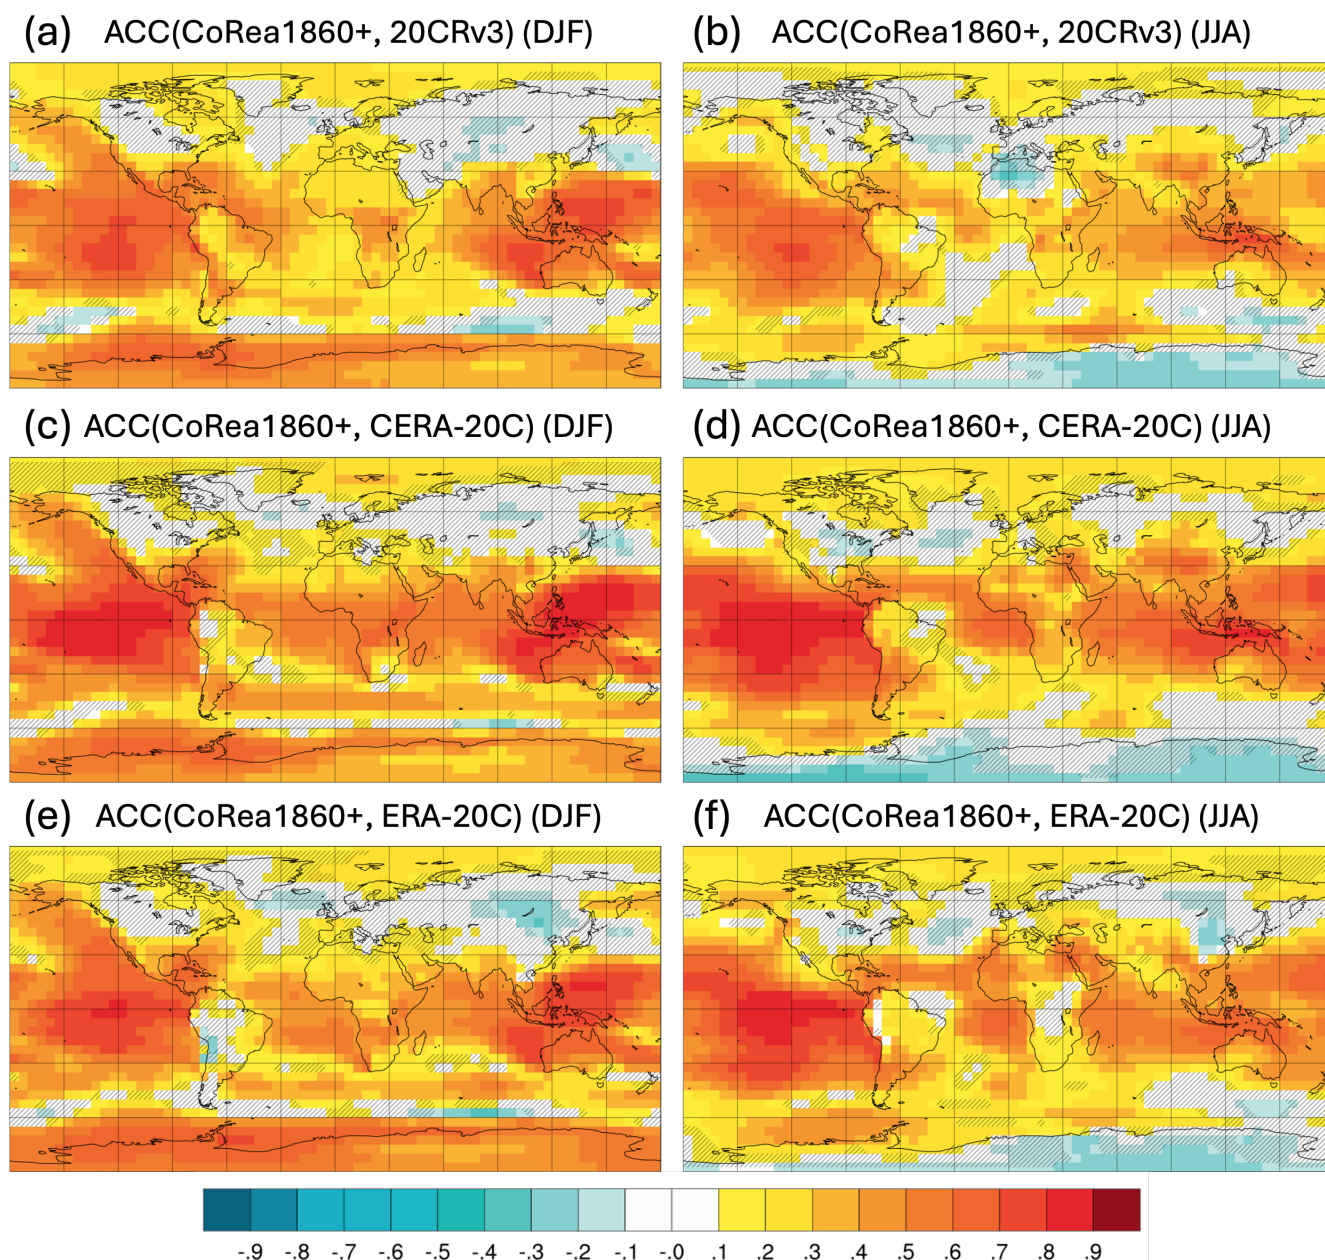 (a) ACC(CoRea1860+, 20CRv3) (DJF)
(b) ACC(CoRea1860+, 20CRv3) (JJA)
(c) ACC(CoRea1860+, CERA-20C) (DJF)
(d) ACC(CoRea1860+, CERA-20C) (JJA)
(e) ACC(CoRea1860+, ERA-20C) (DJF)
(f) ACC(CoRea1860+, ERA-20C) (JJA)
-.9 -.8 -.7 -.6 -.5 -.4 -.3 -.2 -.1 -.0 .1 .2 .3 .4 .5 .6 .7 .8 .9